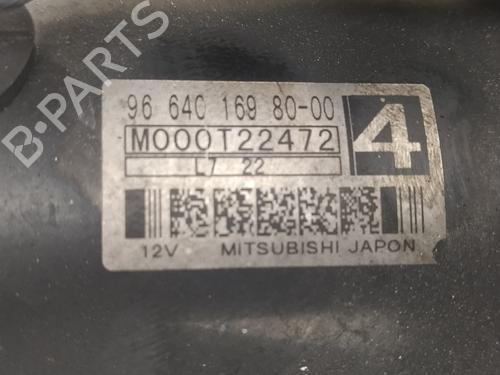 96 640 169 80-00
M000T22472
4
L7 22
12V MITSUBISHI JAPON
B-PARTS